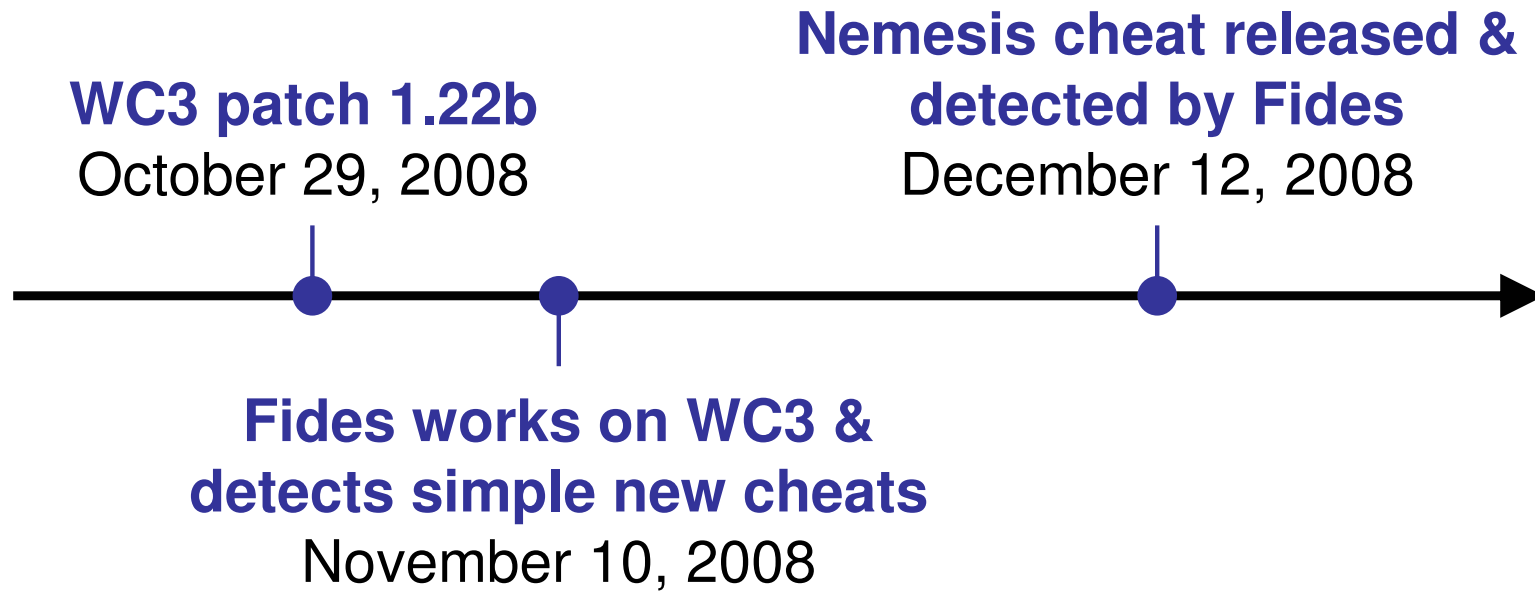 WC3 patch 1.22b
October 29, 2008
Nemesis cheat released &
detected by Fides
December 12, 2008
Fides works on WC3 &
detects simple new cheats
November 10, 2008